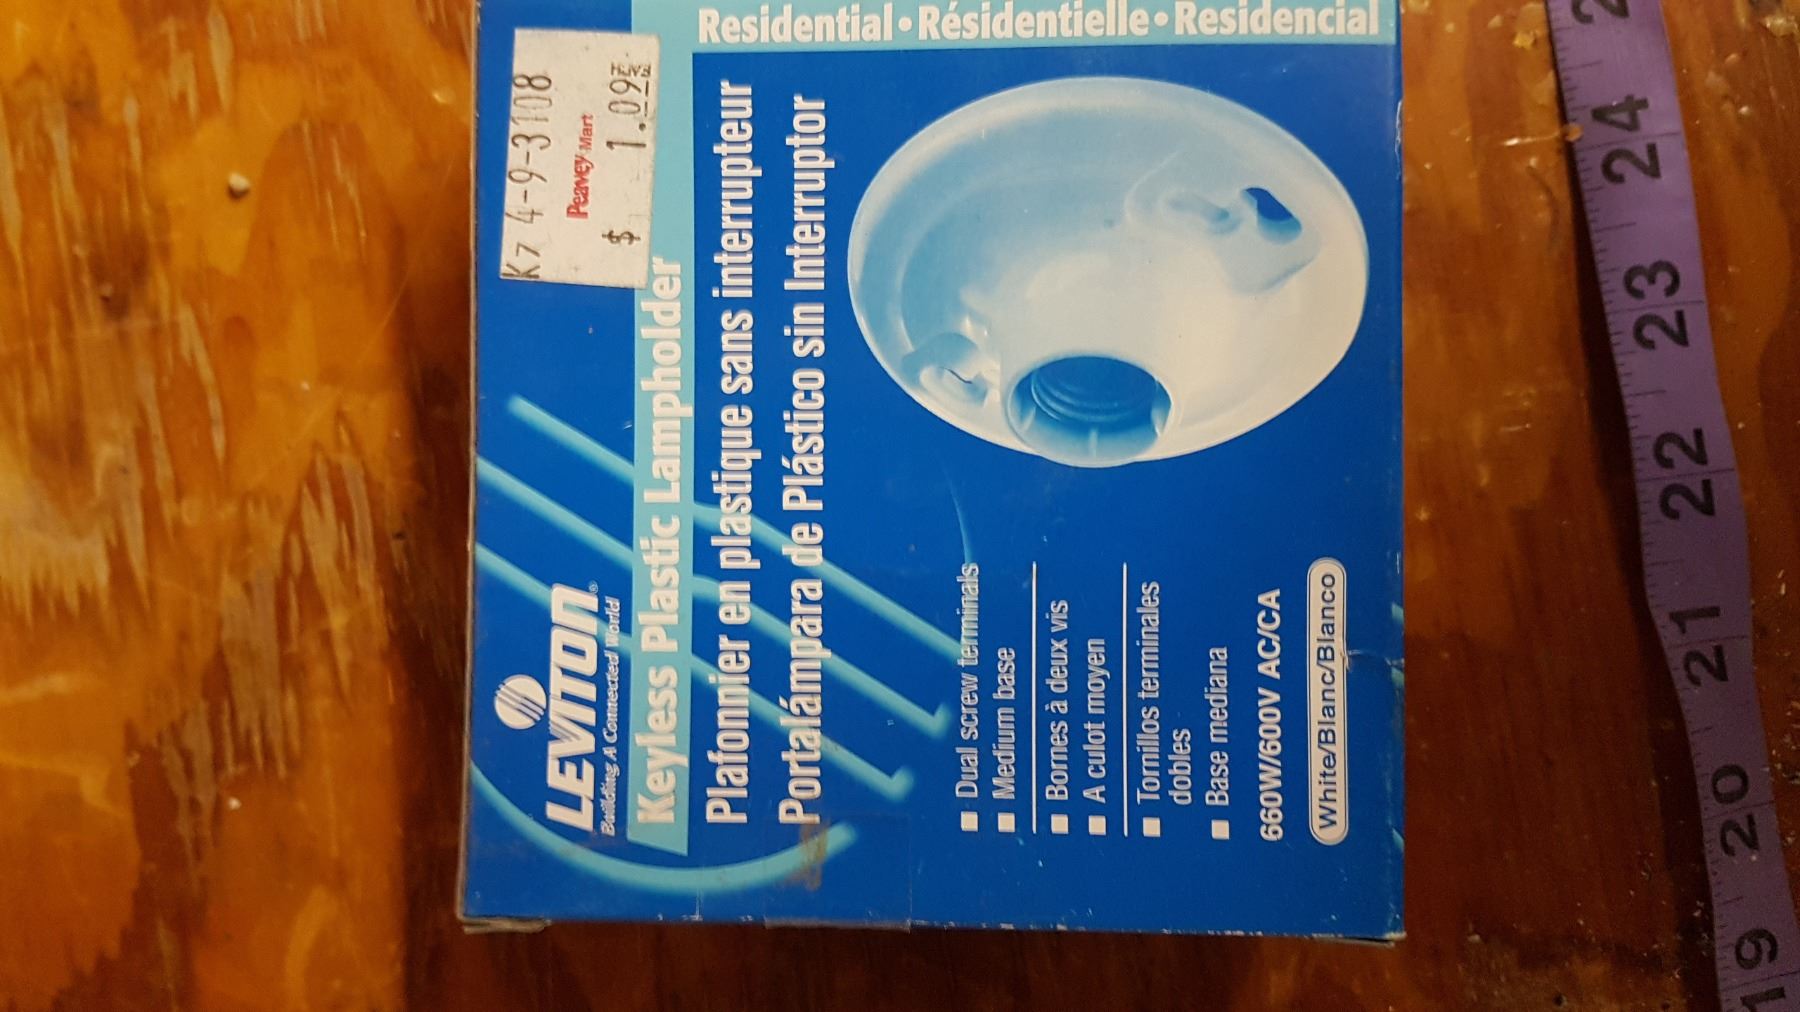 Residential • Résidentielle • Residencial
K7 4-9-3108
Peavey Mart
$ 1.09
LEVITON®
Building A Connected World
Keyless Plastic Lampholder
Plafonnier en plastique sans interrupteur
Portalámpara de Plástico sin Interruptor
■ Dual screw terminals
■ Medium base
■ Bornes à deux vis
■ A culot moyen
■ Tornillos terminales
dobles
■ Base mediana
660W/600V AC/CA
White/Blanc/Blanco
24
23
22
21
20
19